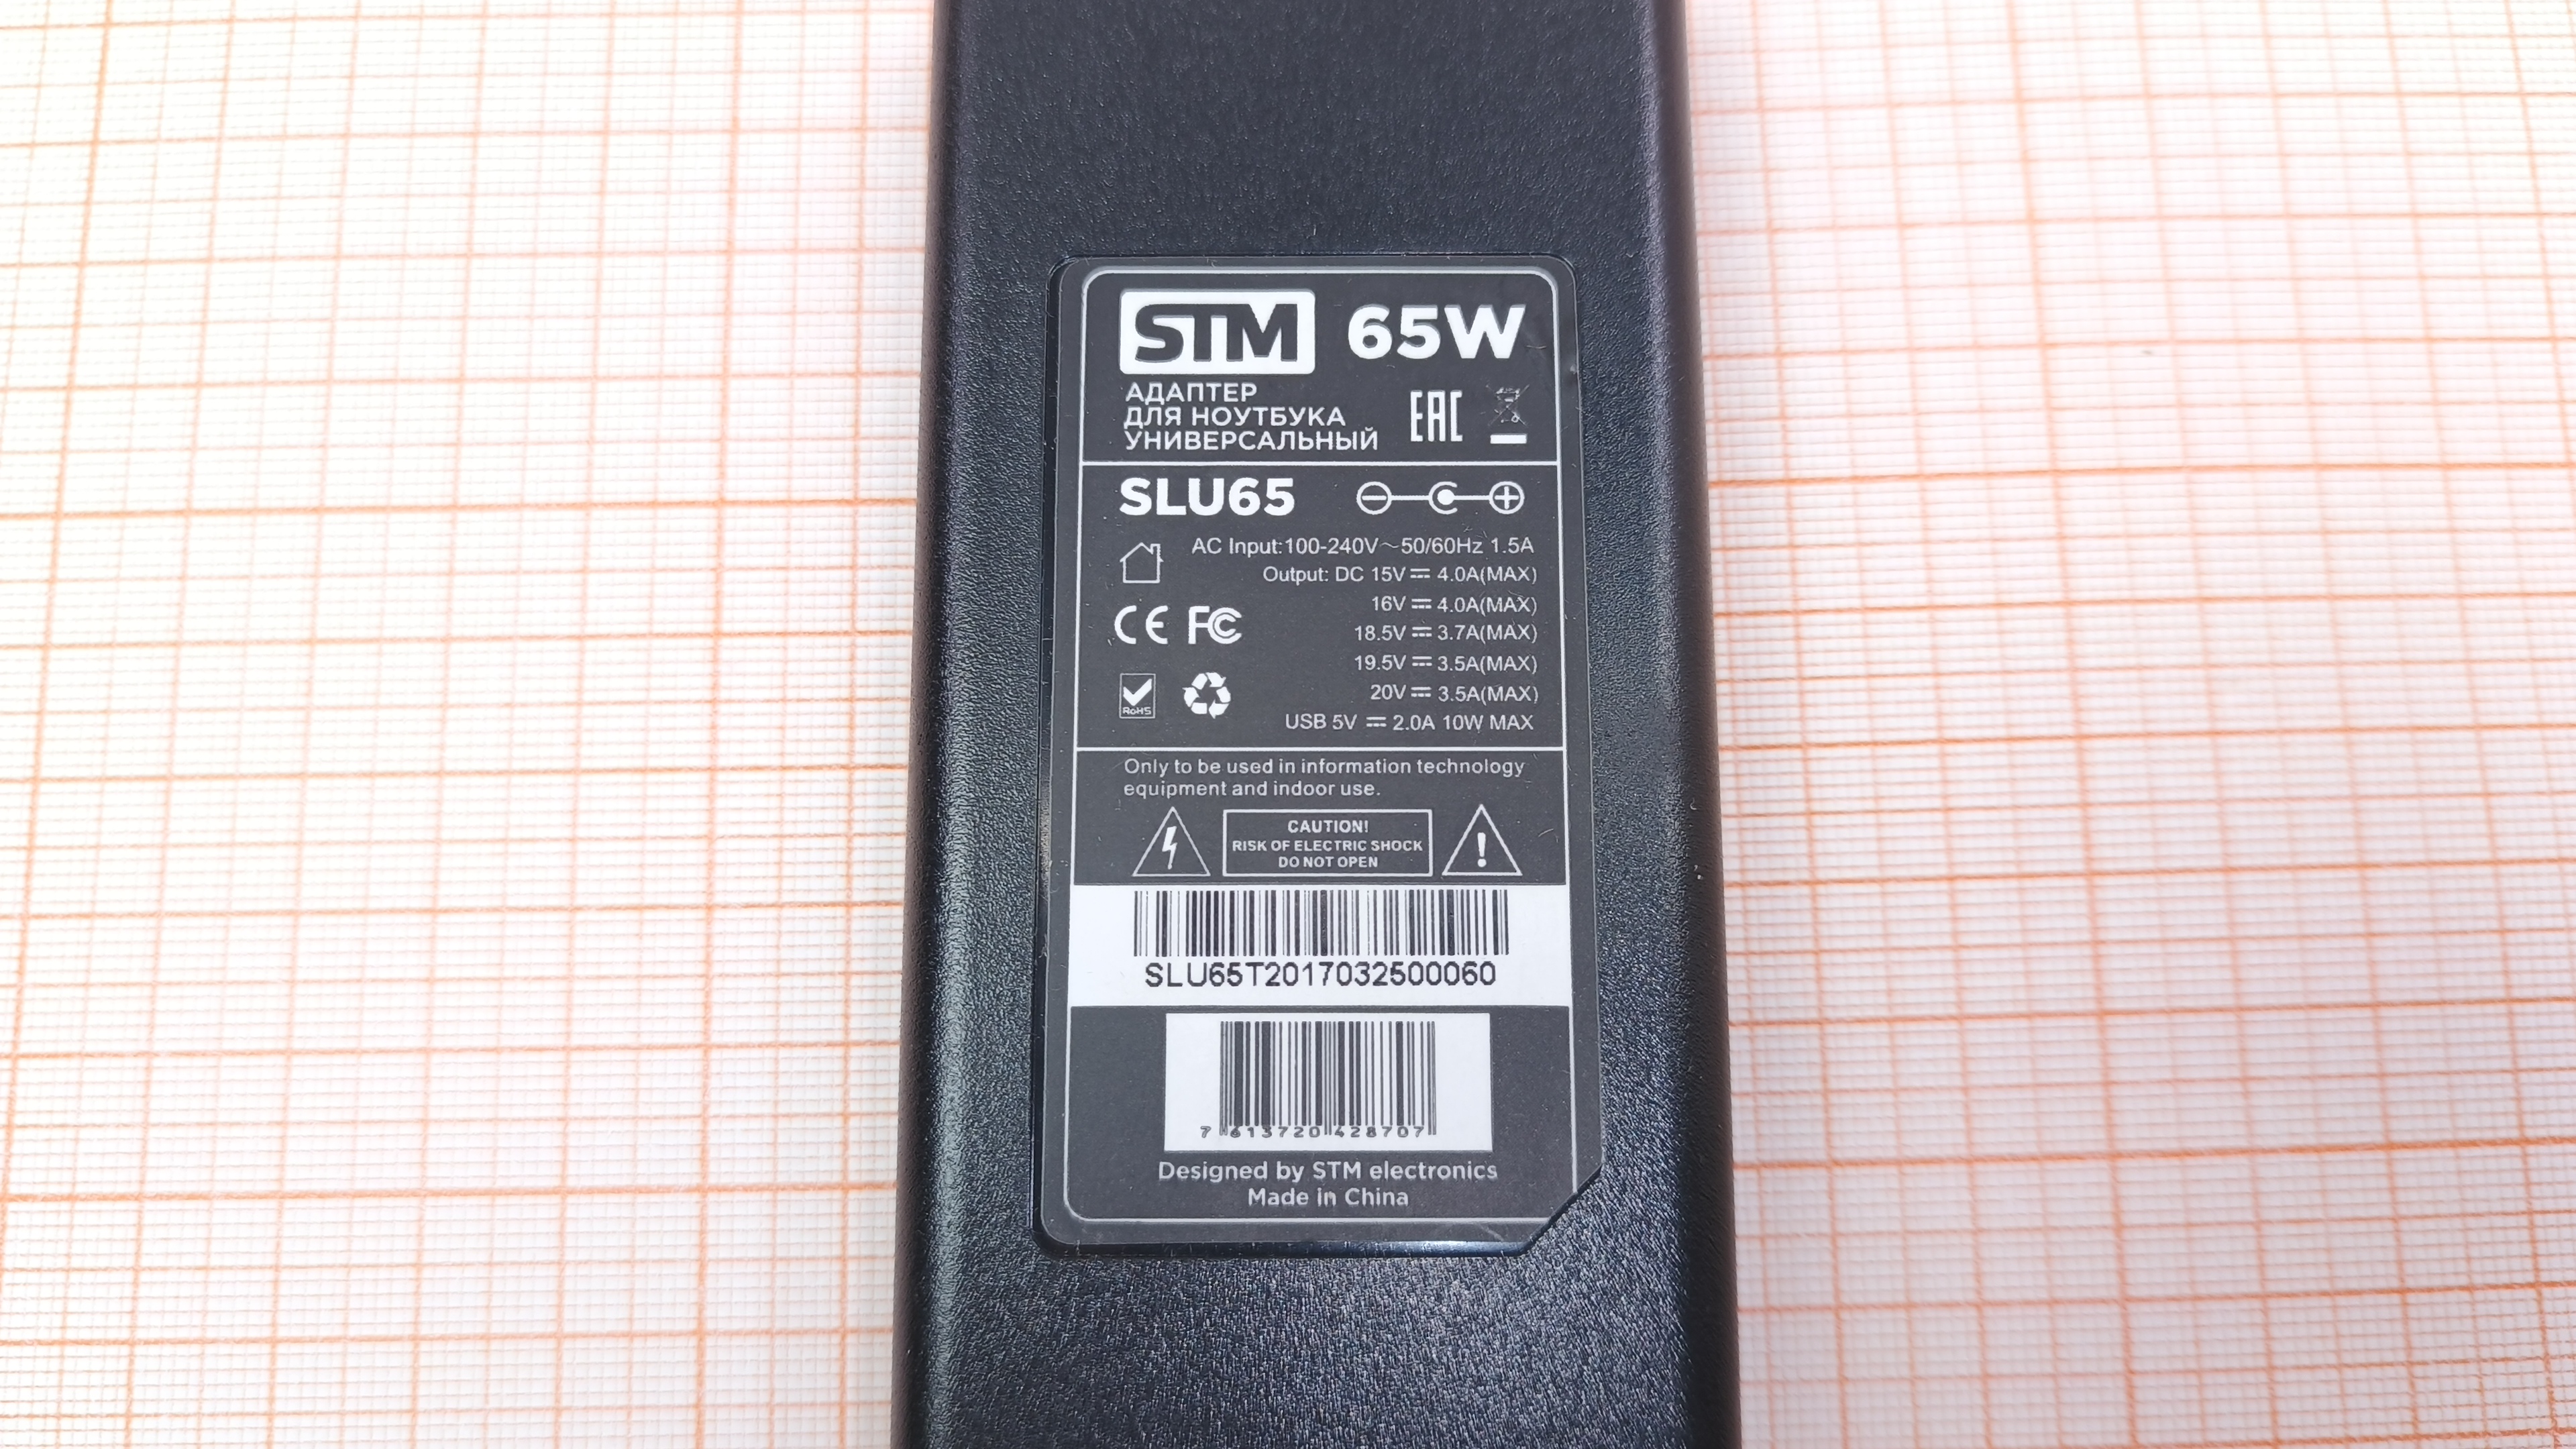 STM 65W
АДАПТЕР
ДЛЯ НОУТБУКА
УНИВЕРСАЛЬНЫЙ
EAC
SLU65
AC Input:100-240V~50/60Hz 1.5A
Output: DC 15V⎓4.0A(MAX)
16V⎓4.0A(MAX)
CE FC
18.5V⎓3.7A(MAX)
19.5V⎓3.5A(MAX)
20V⎓3.5A(MAX)
RoHS
USB 5V ⎓ 2.0A 10W MAX
Only to be used in information technology
equipment and indoor use.
CAUTION!
RISK OF ELECTRIC SHOCK
DO NOT OPEN
SLU65T2017032500060
7 613720 428707
Designed by STM electronics
Made in China